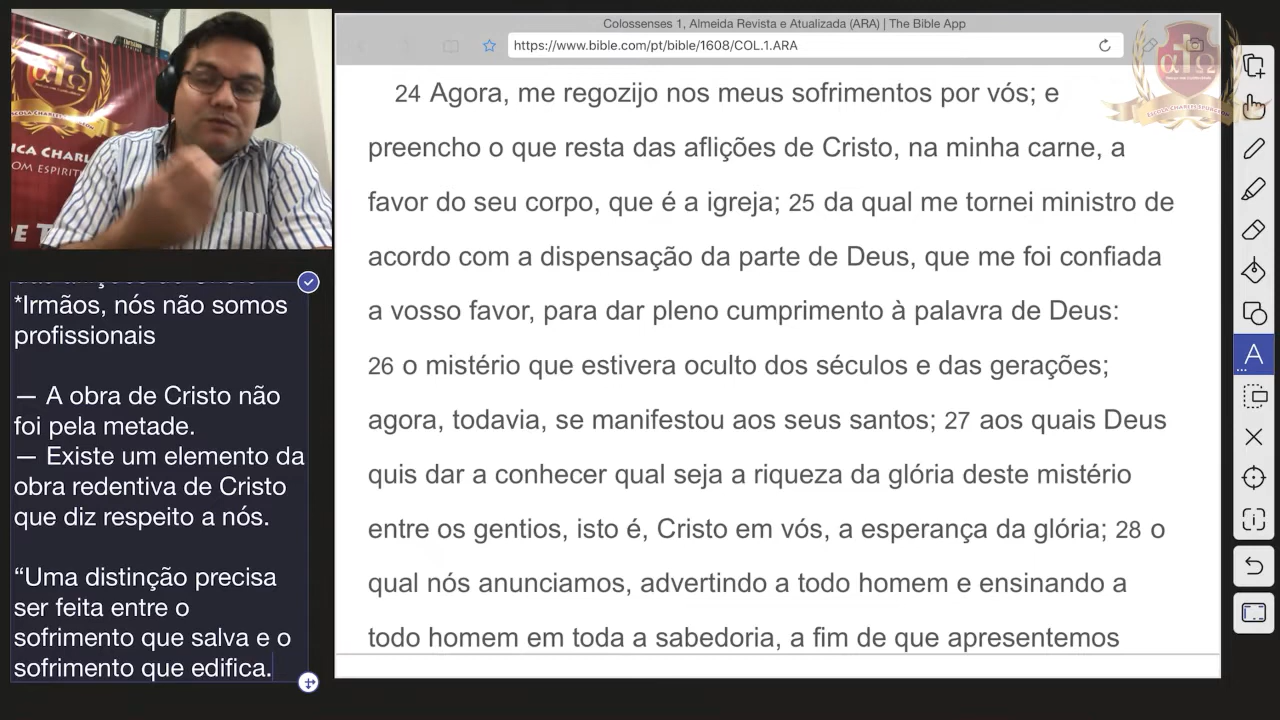 Colossenses 1, Almeida Revista e Atualizada (ARA) | The Bible App
https://www.bible.com/pt/bible/1608/COL.1.ARA
24 Agora, me regozijo nos meus sofrimentos por vós; e
preencho o que resta das aflições de Cristo, na minha carne, a
favor do seu corpo, que é a igreja; 25 da qual me tornei ministro de
acordo com a dispensação da parte de Deus, que me foi confiada
a vosso favor, para dar pleno cumprimento à palavra de Deus:
26 o mistério que estivera oculto dos séculos e das gerações;
agora, todavia, se manifestou aos seus santos; 27 aos quais Deus
quis dar a conhecer qual seja a riqueza da glória deste mistério
entre os gentios, isto é, Cristo em vós, a esperança da glória; 28 o
qual nós anunciamos, advertindo a todo homem e ensinando a
todo homem em toda a sabedoria, a fim de que apresentemos
*Irmãos, nós não somos
profissionais
— A obra de Cristo não
foi pela metade.
— Existe um elemento da
obra redentiva de Cristo
que diz respeito a nós.
“Uma distinção precisa
ser feita entre o
sofrimento que salva e o
sofrimento que edifica.
ICA CHARL
OM ESPIRIT
RE T
α Ω
ESCOLA CHARLES SPURGEON
A